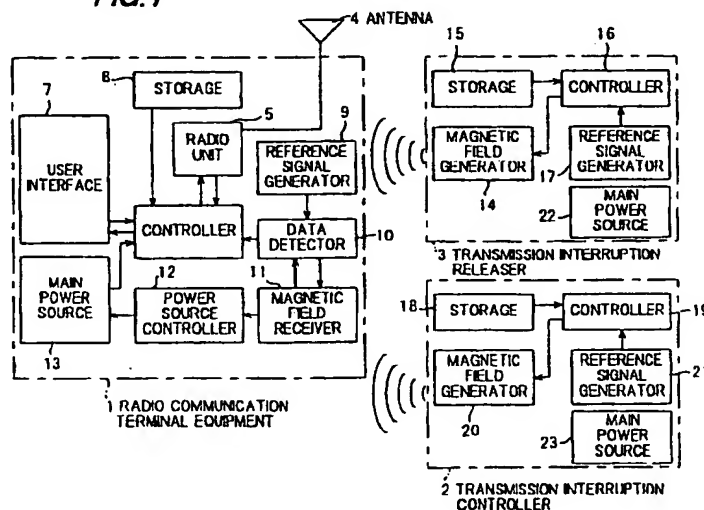 FIG.1
4 ANTENNA
7
8
STORAGE
5
RADIO
UNIT
9
REFERENCE
SIGNAL
GENERATOR
USER
INTERFACE
CONTROLLER
DATA
DETECTOR
10
12
11
MAIN
POWER
SOURCE
POWER
SOURCE
CONTROLLER
MAGNETIC
FIELD
RECEIVER
13
1 RADIO COMMUNICATION
TERMINAL EQUIPMENT
15
16
STORAGE
CONTROLLER
MAGNETIC
FIELD
GENERATOR
REFERENCE
SIGNAL
GENERATOR
14
17
22
MAIN
POWER
SOURCE
3 TRANSMISSION INTERRUPTION
RELEASER
18
STORAGE
CONTROLLER
19
MAGNETIC
FIELD
GENERATOR
REFERENCE
SIGNAL
GENERATOR
21
20
23
MAIN
POWER
SOURCE
2 TRANSMISSION INTERRUPTION
CONTROLLER